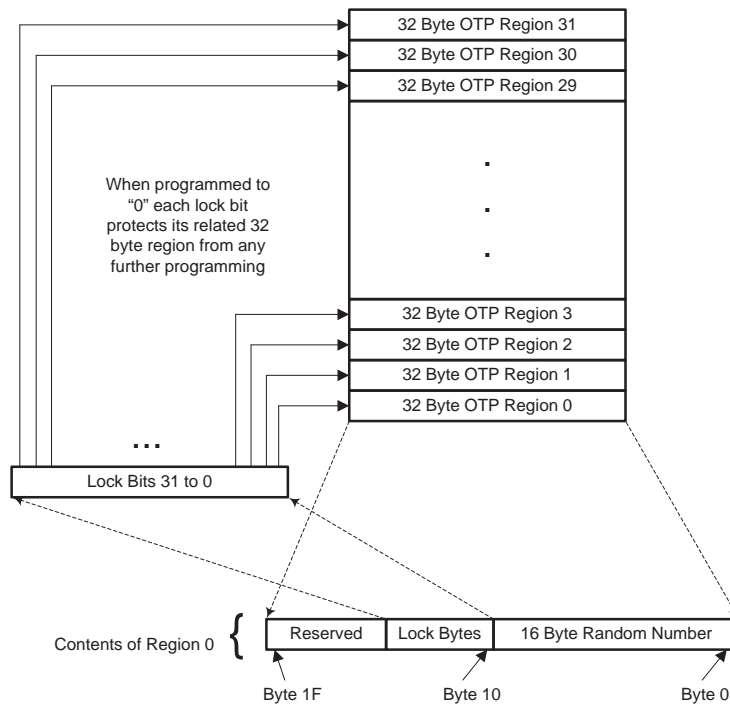 32 Byte OTP Region 31
32 Byte OTP Region 30
32 Byte OTP Region 29
.
.
.
When programmed to
“0” each lock bit
protects its related 32
byte region from any
further programming
32 Byte OTP Region 3
32 Byte OTP Region 2
32 Byte OTP Region 1
32 Byte OTP Region 0
...
Lock Bits 31 to 0
Contents of Region 0 {
Reserved
Lock Bytes
16 Byte Random Number
Byte 1F
Byte 10
Byte 0